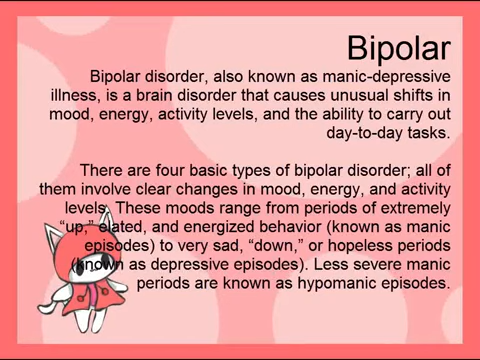 Bipolar
Bipolar disorder, also known as manic-depressive
illness, is a brain disorder that causes unusual shifts in
mood, energy, activity levels, and the ability to carry out
day-to-day tasks.
There are four basic types of bipolar disorder; all of
them involve clear changes in mood, energy, and activity
levels. These moods range from periods of extremely
“up,” elated, and energized behavior (known as manic
episodes) to very sad, “down,” or hopeless periods
(known as depressive episodes). Less severe manic
periods are known as hypomanic episodes.